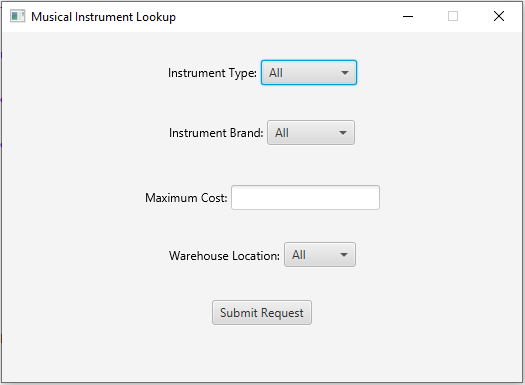 Musical Instrument Lookup
Instrument Type: All
Instrument Brand: All
Maximum Cost:
Warehouse Location: All
Submit Request